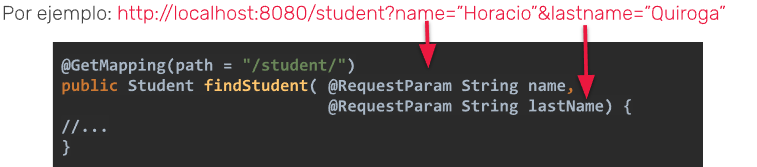 Por ejemplo: http://localhost:8080/student?name=”Horacio”&lastname=”Quiroga”
@GetMapping(path = "/student/")
public Student findStudent( @RequestParam String name,
@RequestParam String lastName) {
//...
}